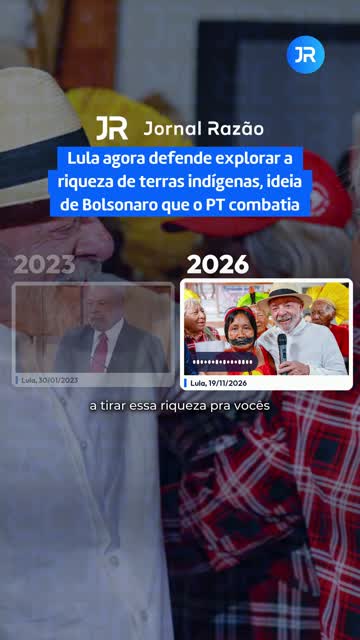 JR
JR Jornal Razão
Lula agora defende explorar a
riqueza de terras indígenas, ideia
de Bolsonaro que o PT combatia
2023
2026
Lula, 30/01/2023
Lula, 19/11/2026
a tirar essa riqueza pra vocês